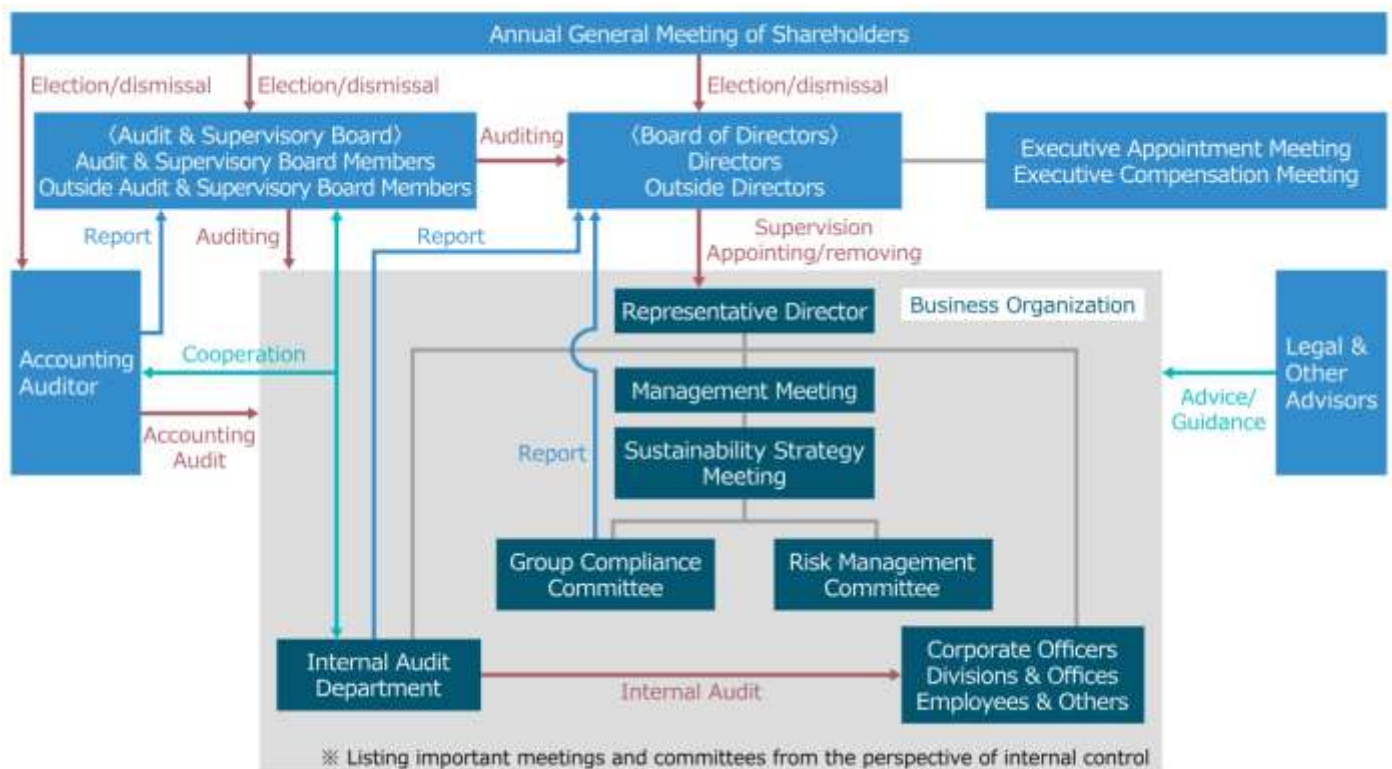 Annual General Meeting of Shareholders
Election/dismissal
Election/dismissal
Election/dismissal
〈Audit & Supervisory Board〉
Audit & Supervisory Board Members
Outside Audit & Supervisory Board Members
Auditing
〈Board of Directors〉
Directors
Outside Directors
Executive Appointment Meeting
Executive Compensation Meeting
Report
Auditing
Report
Supervision
Appointing/removing
Representative Director
Business Organization
Accounting
Auditor
Cooperation
Legal &
Other
Advisors
Management Meeting
Advice/
Guidance
Accounting
Audit
Report
Sustainability Strategy
Meeting
Group Compliance
Committee
Risk Management
Committee
Internal Audit
Department
Internal Audit
Corporate Officers
Divisions & Offices
Employees & Others
※ Listing important meetings and committees from the perspective of internal control